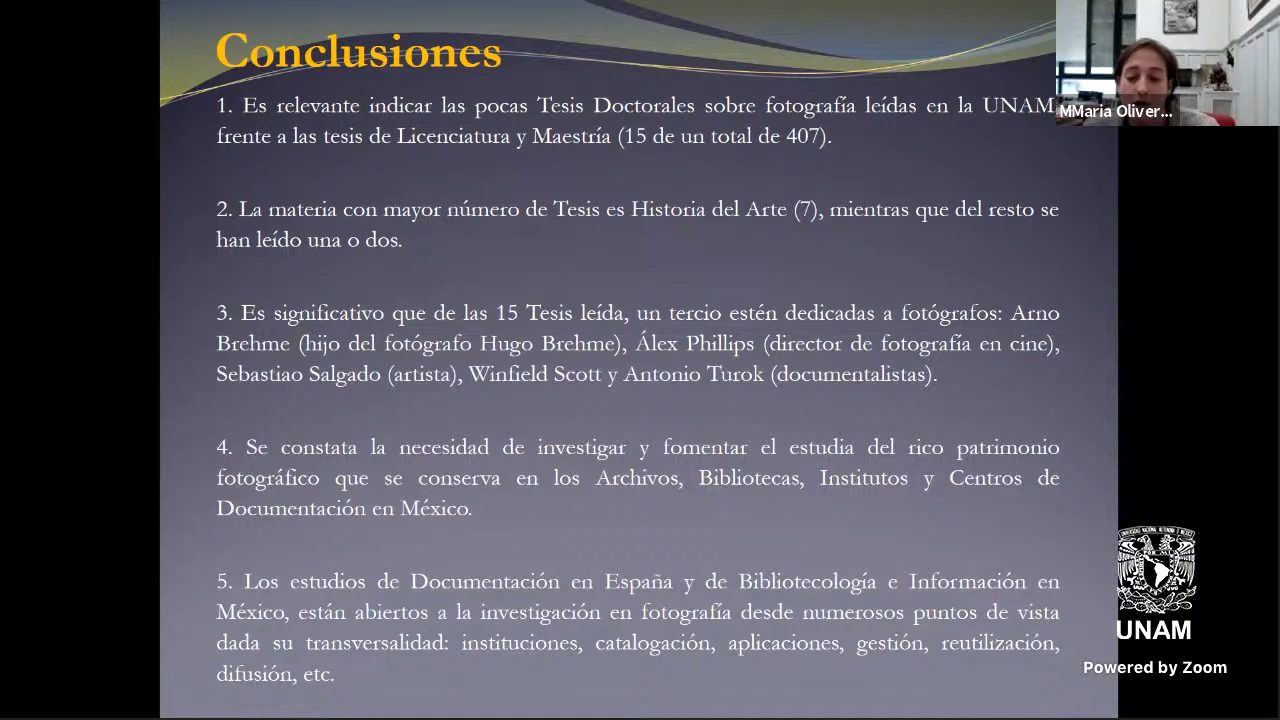 Conclusiones
1. Es relevante indicar las pocas Tesis Doctorales sobre fotografía leídas en la UNAM,
frente a las tesis de Licenciatura y Maestría (15 de un total de 407).
2. La materia con mayor número de Tesis es Historia del Arte (7), mientras que del resto se
han leído una o dos.
3. Es significativo que de las 15 Tesis leída, un tercio estén dedicadas a fotógrafos: Arno
Brehme (hijo del fotógrafo Hugo Brehme), Álex Phillips (director de fotografía en cine),
Sebastiao Salgado (artista), Winfield Scott y Antonio Turok (documentalistas).
4. Se constata la necesidad de investigar y fomentar el estudia del rico patrimonio
fotográfico que se conserva en los Archivos, Bibliotecas, Institutos y Centros de
Documentación en México.
5. Los estudios de Documentación en España y de Bibliotecología e Información en
México, están abiertos a la investigación en fotografía desde numerosos puntos de vista
dada su transversalidad: instituciones, catalogación, aplicaciones, gestión, reutilización,
difusión, etc.
MMaria Oliver...
UNAM
Powered by Zoom